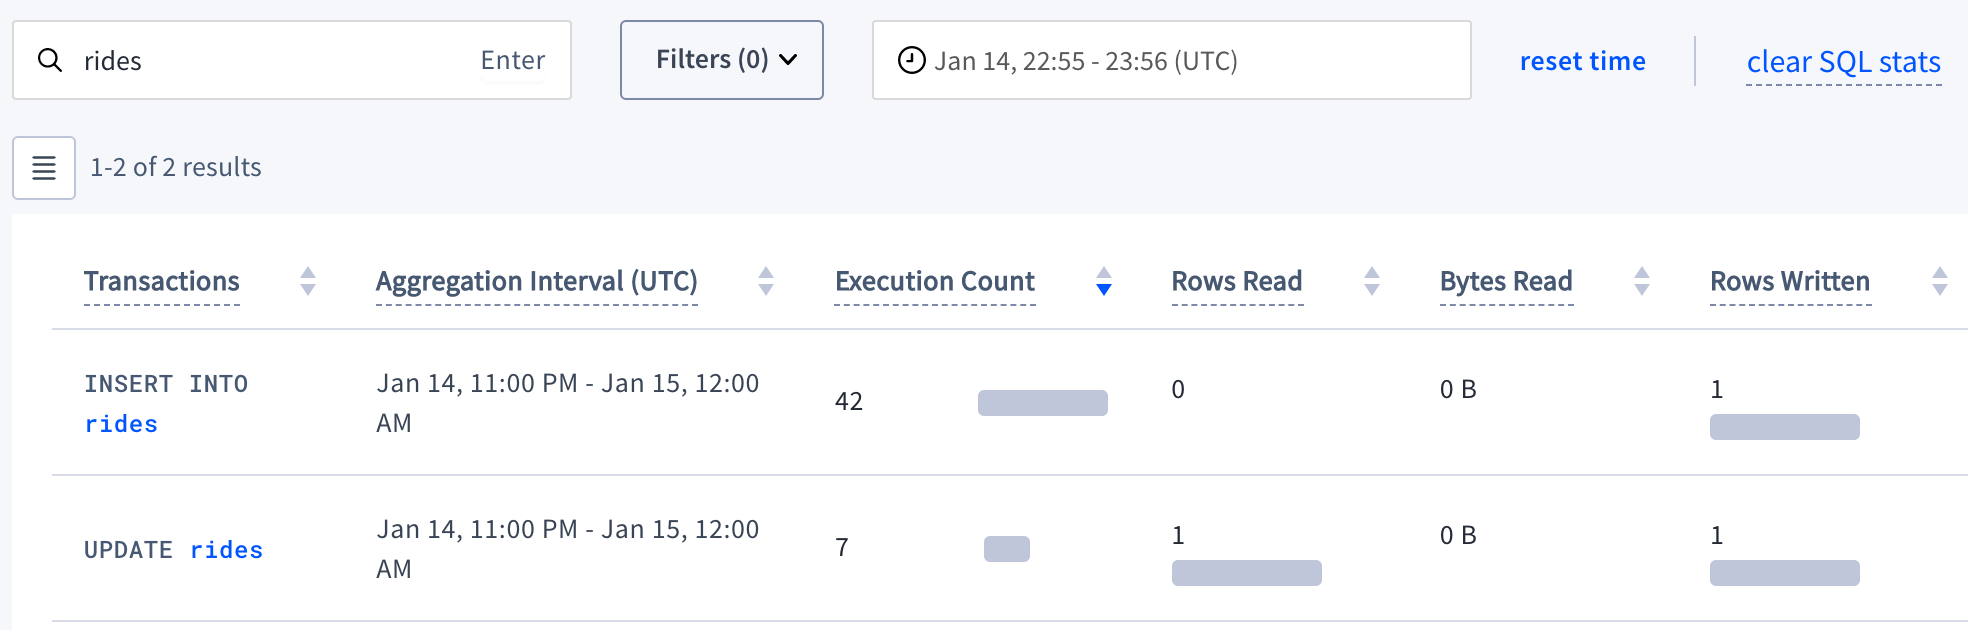 rides Enter Filters (0) Jan 14, 22:55 - 23:56 (UTC) reset time clear SQL stats
1-2 of 2 results
Transactions Aggregation Interval (UTC) Execution Count Rows Read Bytes Read Rows Written
INSERT INTO
rides
Jan 14, 11:00 PM - Jan 15, 12:00
AM
42
0
0 B
1
UPDATE rides
Jan 14, 11:00 PM - Jan 15, 12:00
AM
7
1
0 B
1